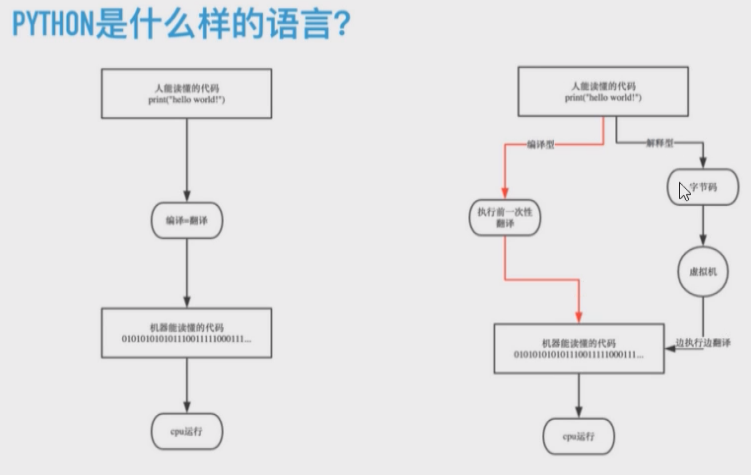 PYTHON是什么样的语言?
人能读懂的代码
print("hello world!")
编译=翻译
机器能读懂的代码
010101010101110011111000111...
cpu运行
人能读懂的代码
print("hello world!")
编译型
解释型
执行前一次性
翻译
字节码
虚拟机
边执行边翻译
机器能读懂的代码
010101010101110011111000111...
cpu运行